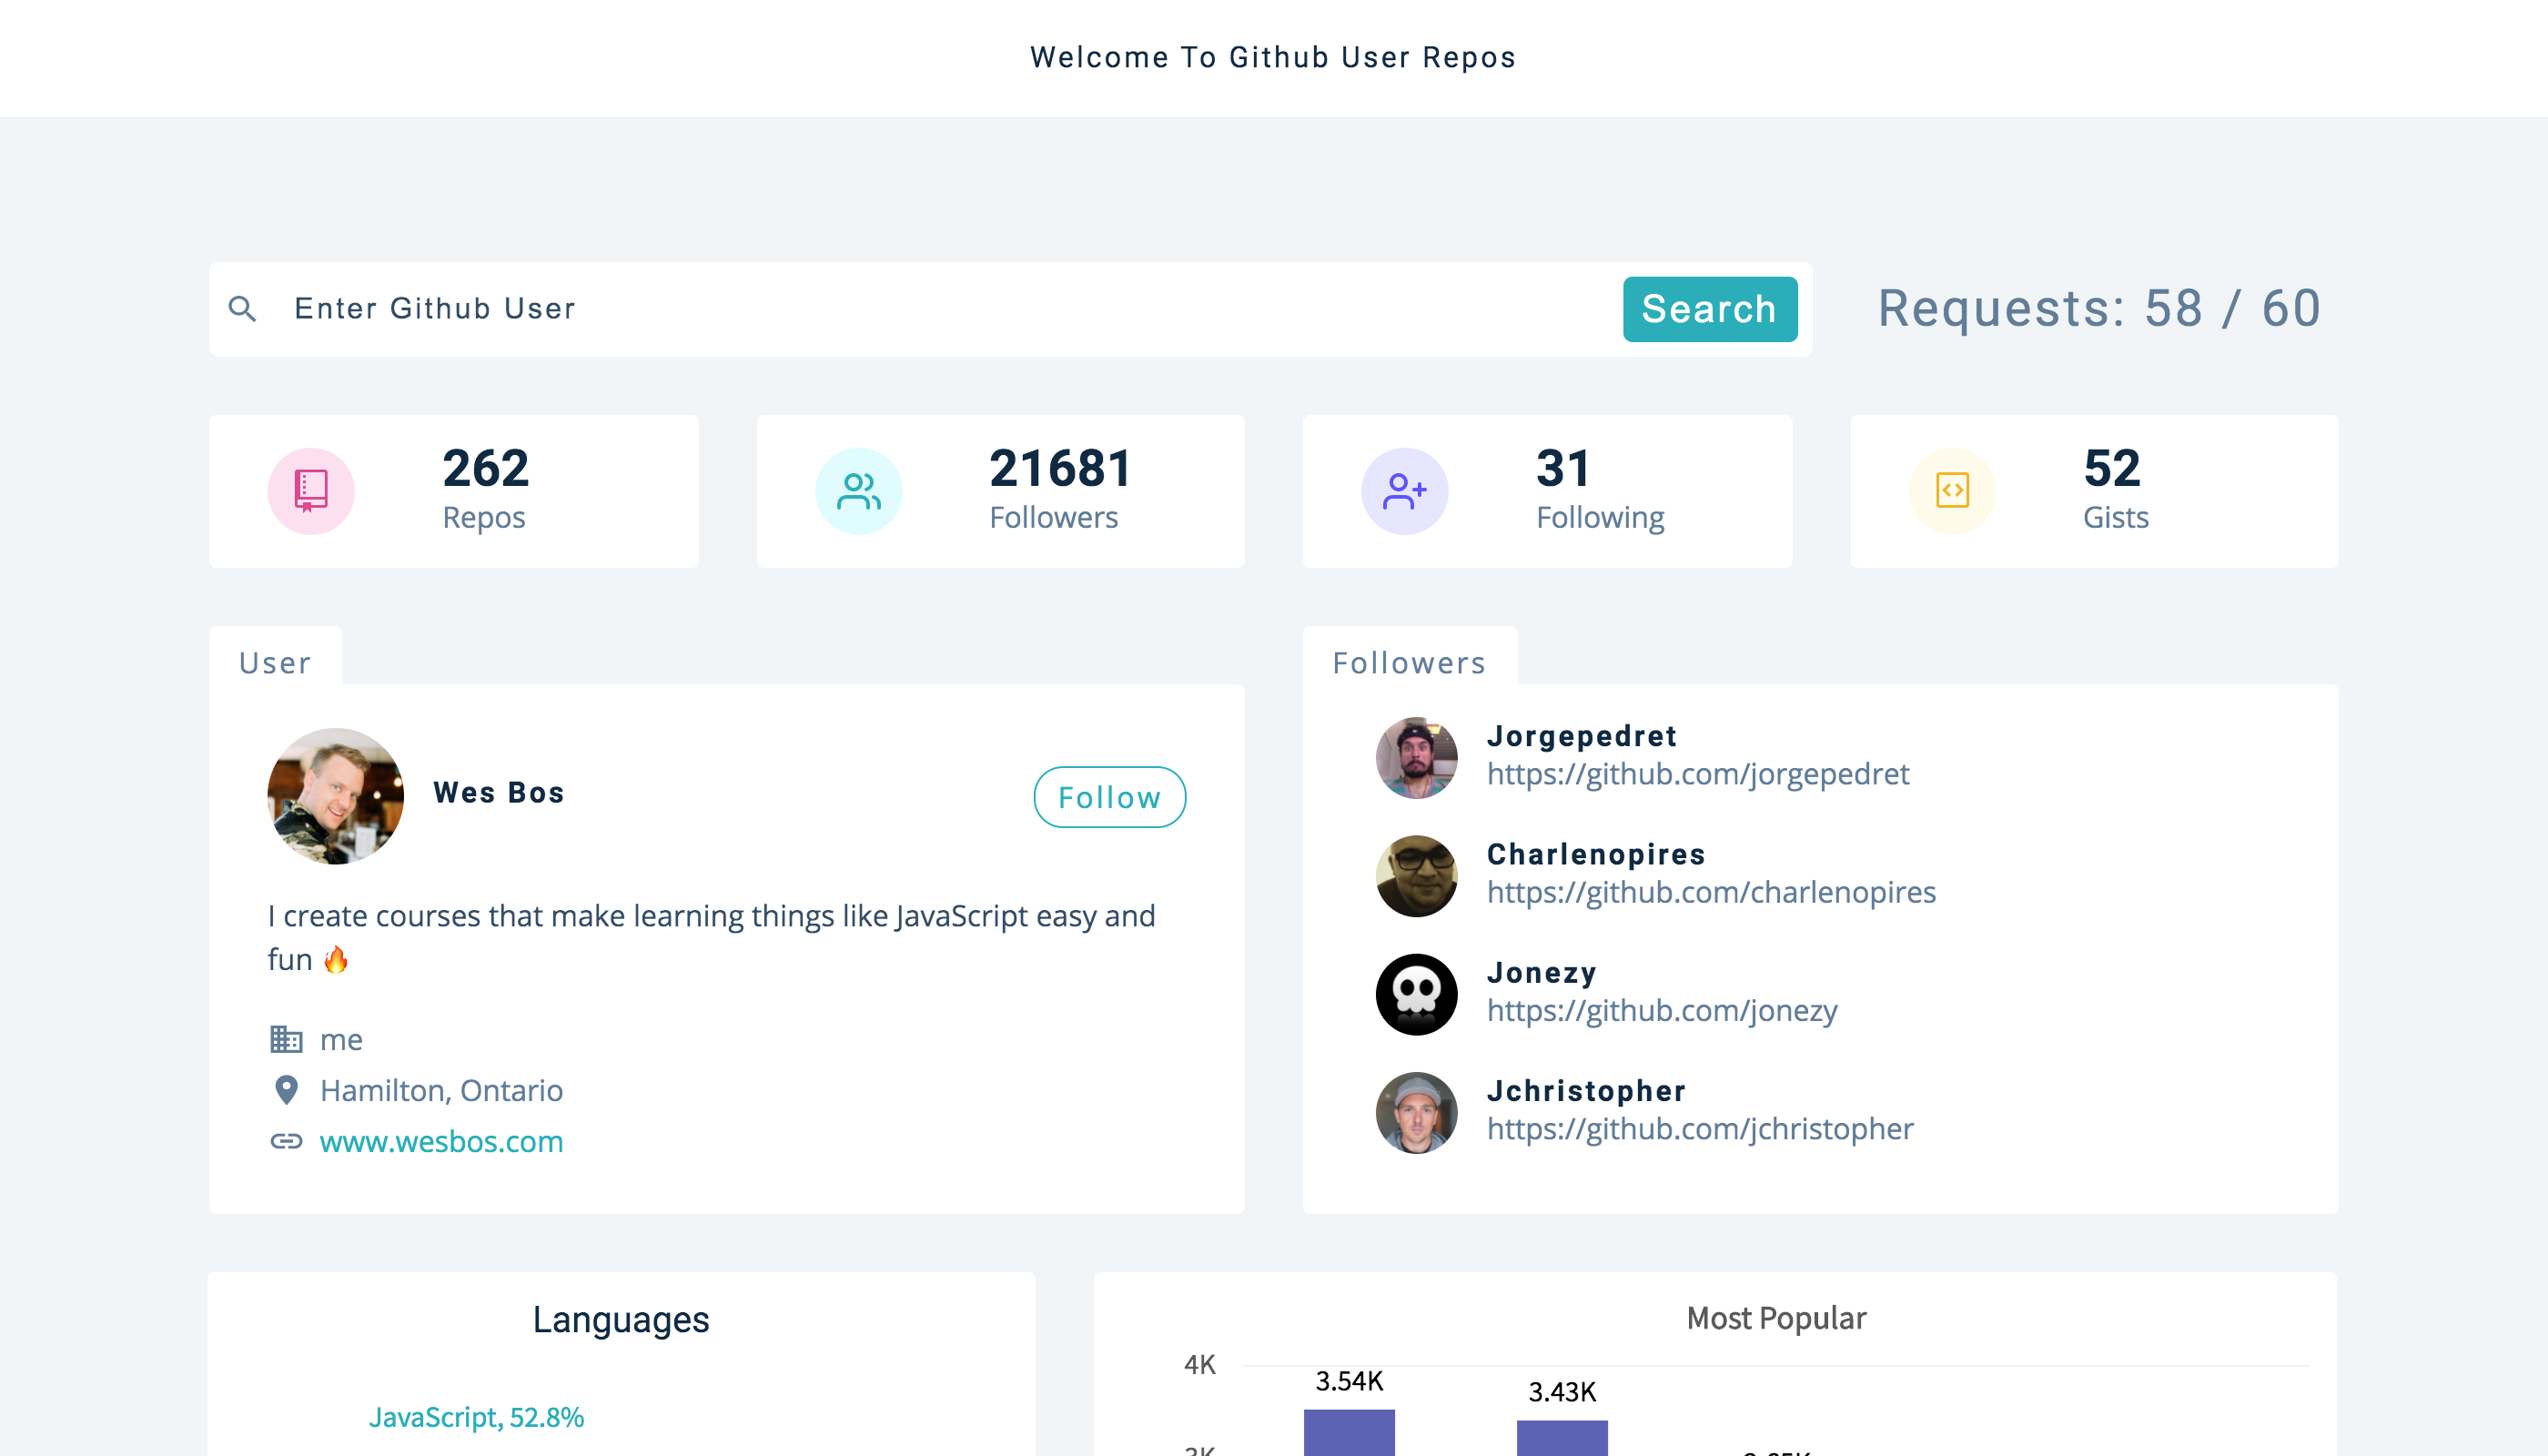 Welcome To Github User Repos
Enter Github User
Search
Requests: 58 / 60
262
Repos
21681
Followers
31
Following
52
Gists
User
Wes Bos
Follow
I create courses that make learning things like JavaScript easy and
fun 🔥
me
Hamilton, Ontario
www.wesbos.com
Followers
Jorgepedret
https://github.com/jorgepedret
Charlenopires
https://github.com/charlenopires
Jonezy
https://github.com/jonezy
Jchristopher
https://github.com/jchristopher
Languages
JavaScript, 52.8%
Most Popular
4K
3.54K
3.43K